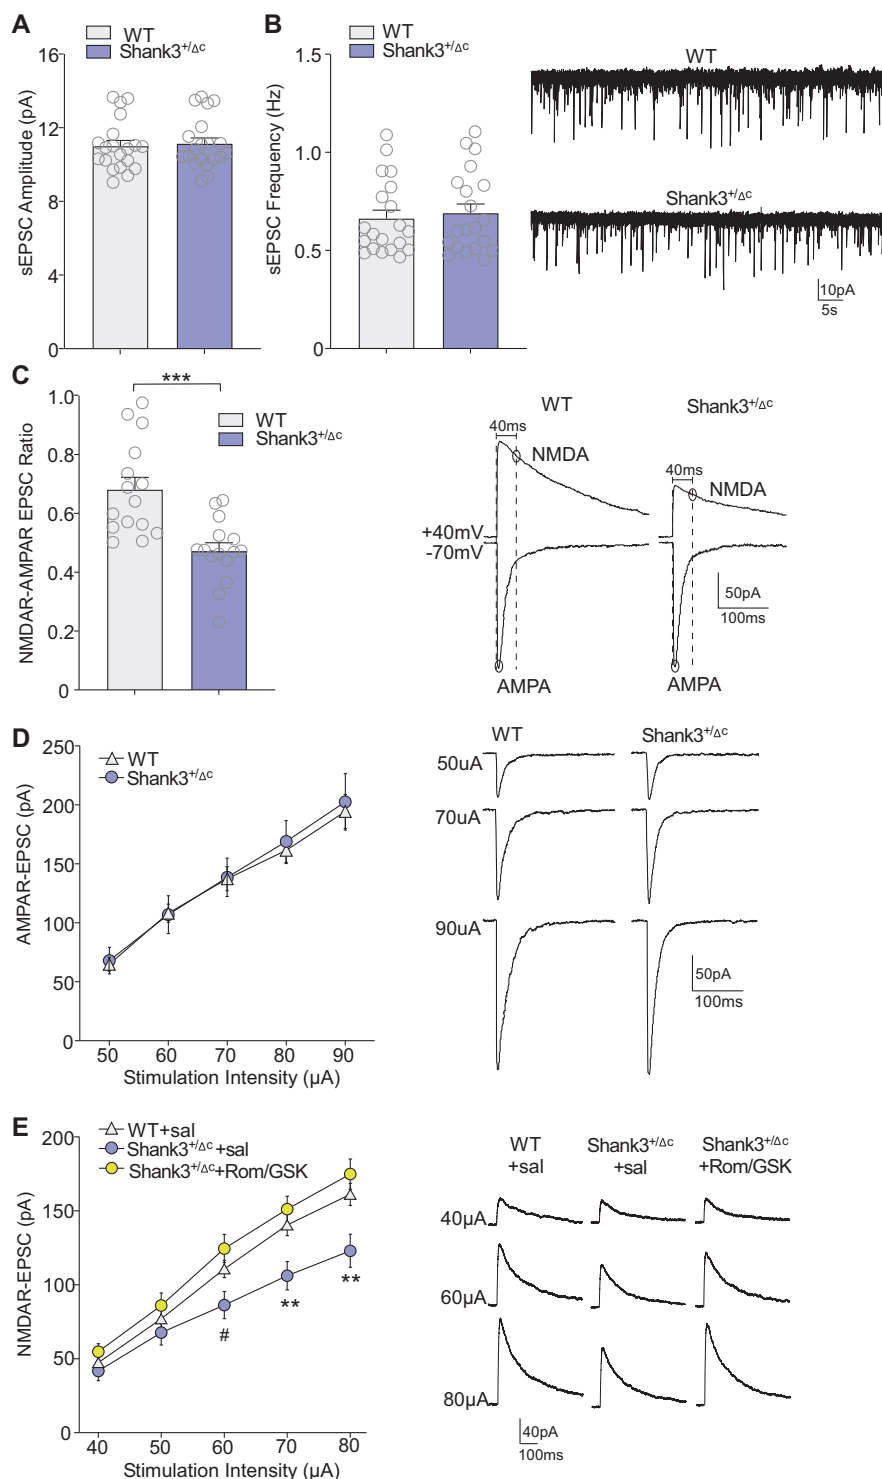 A
WT
Shank3+/Δc
sEPSC Amplitude (pA)
16
12
8
4
0
B
WT
Shank3+/Δc
sEPSC Frequency (Hz)
1.5
1.0
0.5
0
WT
Shank3+/Δc
10pA
5s
C
***
WT
Shank3+/Δc
NMDAR-AMPAR EPSC Ratio
1.0
0.8
0.6
0.4
0.2
0
WT
Shank3+/Δc
40ms
NMDA
40ms
NMDA
+40mV
-70mV
AMPA
AMPA
50pA
100ms
D
WT
Shank3+/Δc
AMPAR-EPSC (pA)
250
200
150
100
50
0
50 60 70 80 90
Stimulation Intensity (μA)
WT
Shank3+/Δc
50uA
70uA
90uA
50pA
100ms
E
WT+sal
Shank3+/Δc+sal
Shank3+/Δc+Rom/GSK
NMDAR-EPSC (pA)
200
150
100
50
0
#
**
**
40 50 60 70 80
Stimulation Intensity (μA)
WT
+sal
Shank3+/Δc
+sal
Shank3+/Δc
+Rom/GSK
40μA
60μA
80μA
40pA
100ms